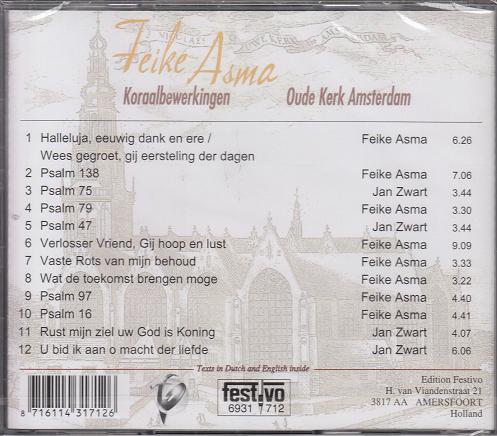 NICOLAES OUWE KERCK AMSTERDAM
Feike Asma
Koraalbewerkingen Oude Kerk Amsterdam
1 Halleluja, eeuwig dank en ere / Feike Asma 6.26
Wees gegroet, gij eersteling der dagen
2 Psalm 138 Feike Asma 7.06
3 Psalm 75 Jan Zwart 3.44
4 Psalm 79 Feike Asma 3.30
5 Psalm 47 Jan Zwart 3.44
6 Verlosser Vriend, Gij hoop en lust Feike Asma 9.09
7 Vaste Rots van mijn behoud Feike Asma 3.33
8 Wat de toekomst brengen moge Feike Asma 3.22
9 Psalm 97 Feike Asma 4.40
10 Psalm 16 Feike Asma 4.41
11 Rust mijn ziel uw God is Koning Jan Zwart 4.07
12 U bid ik aan o macht der liefde Jan Zwart 6.06
Texts in Dutch and English inside
festivo
6931 712
8 716114 317126
Edition Festivo
H. van Viandenstraat 21
3817 AA AMERSFOORT
Holland